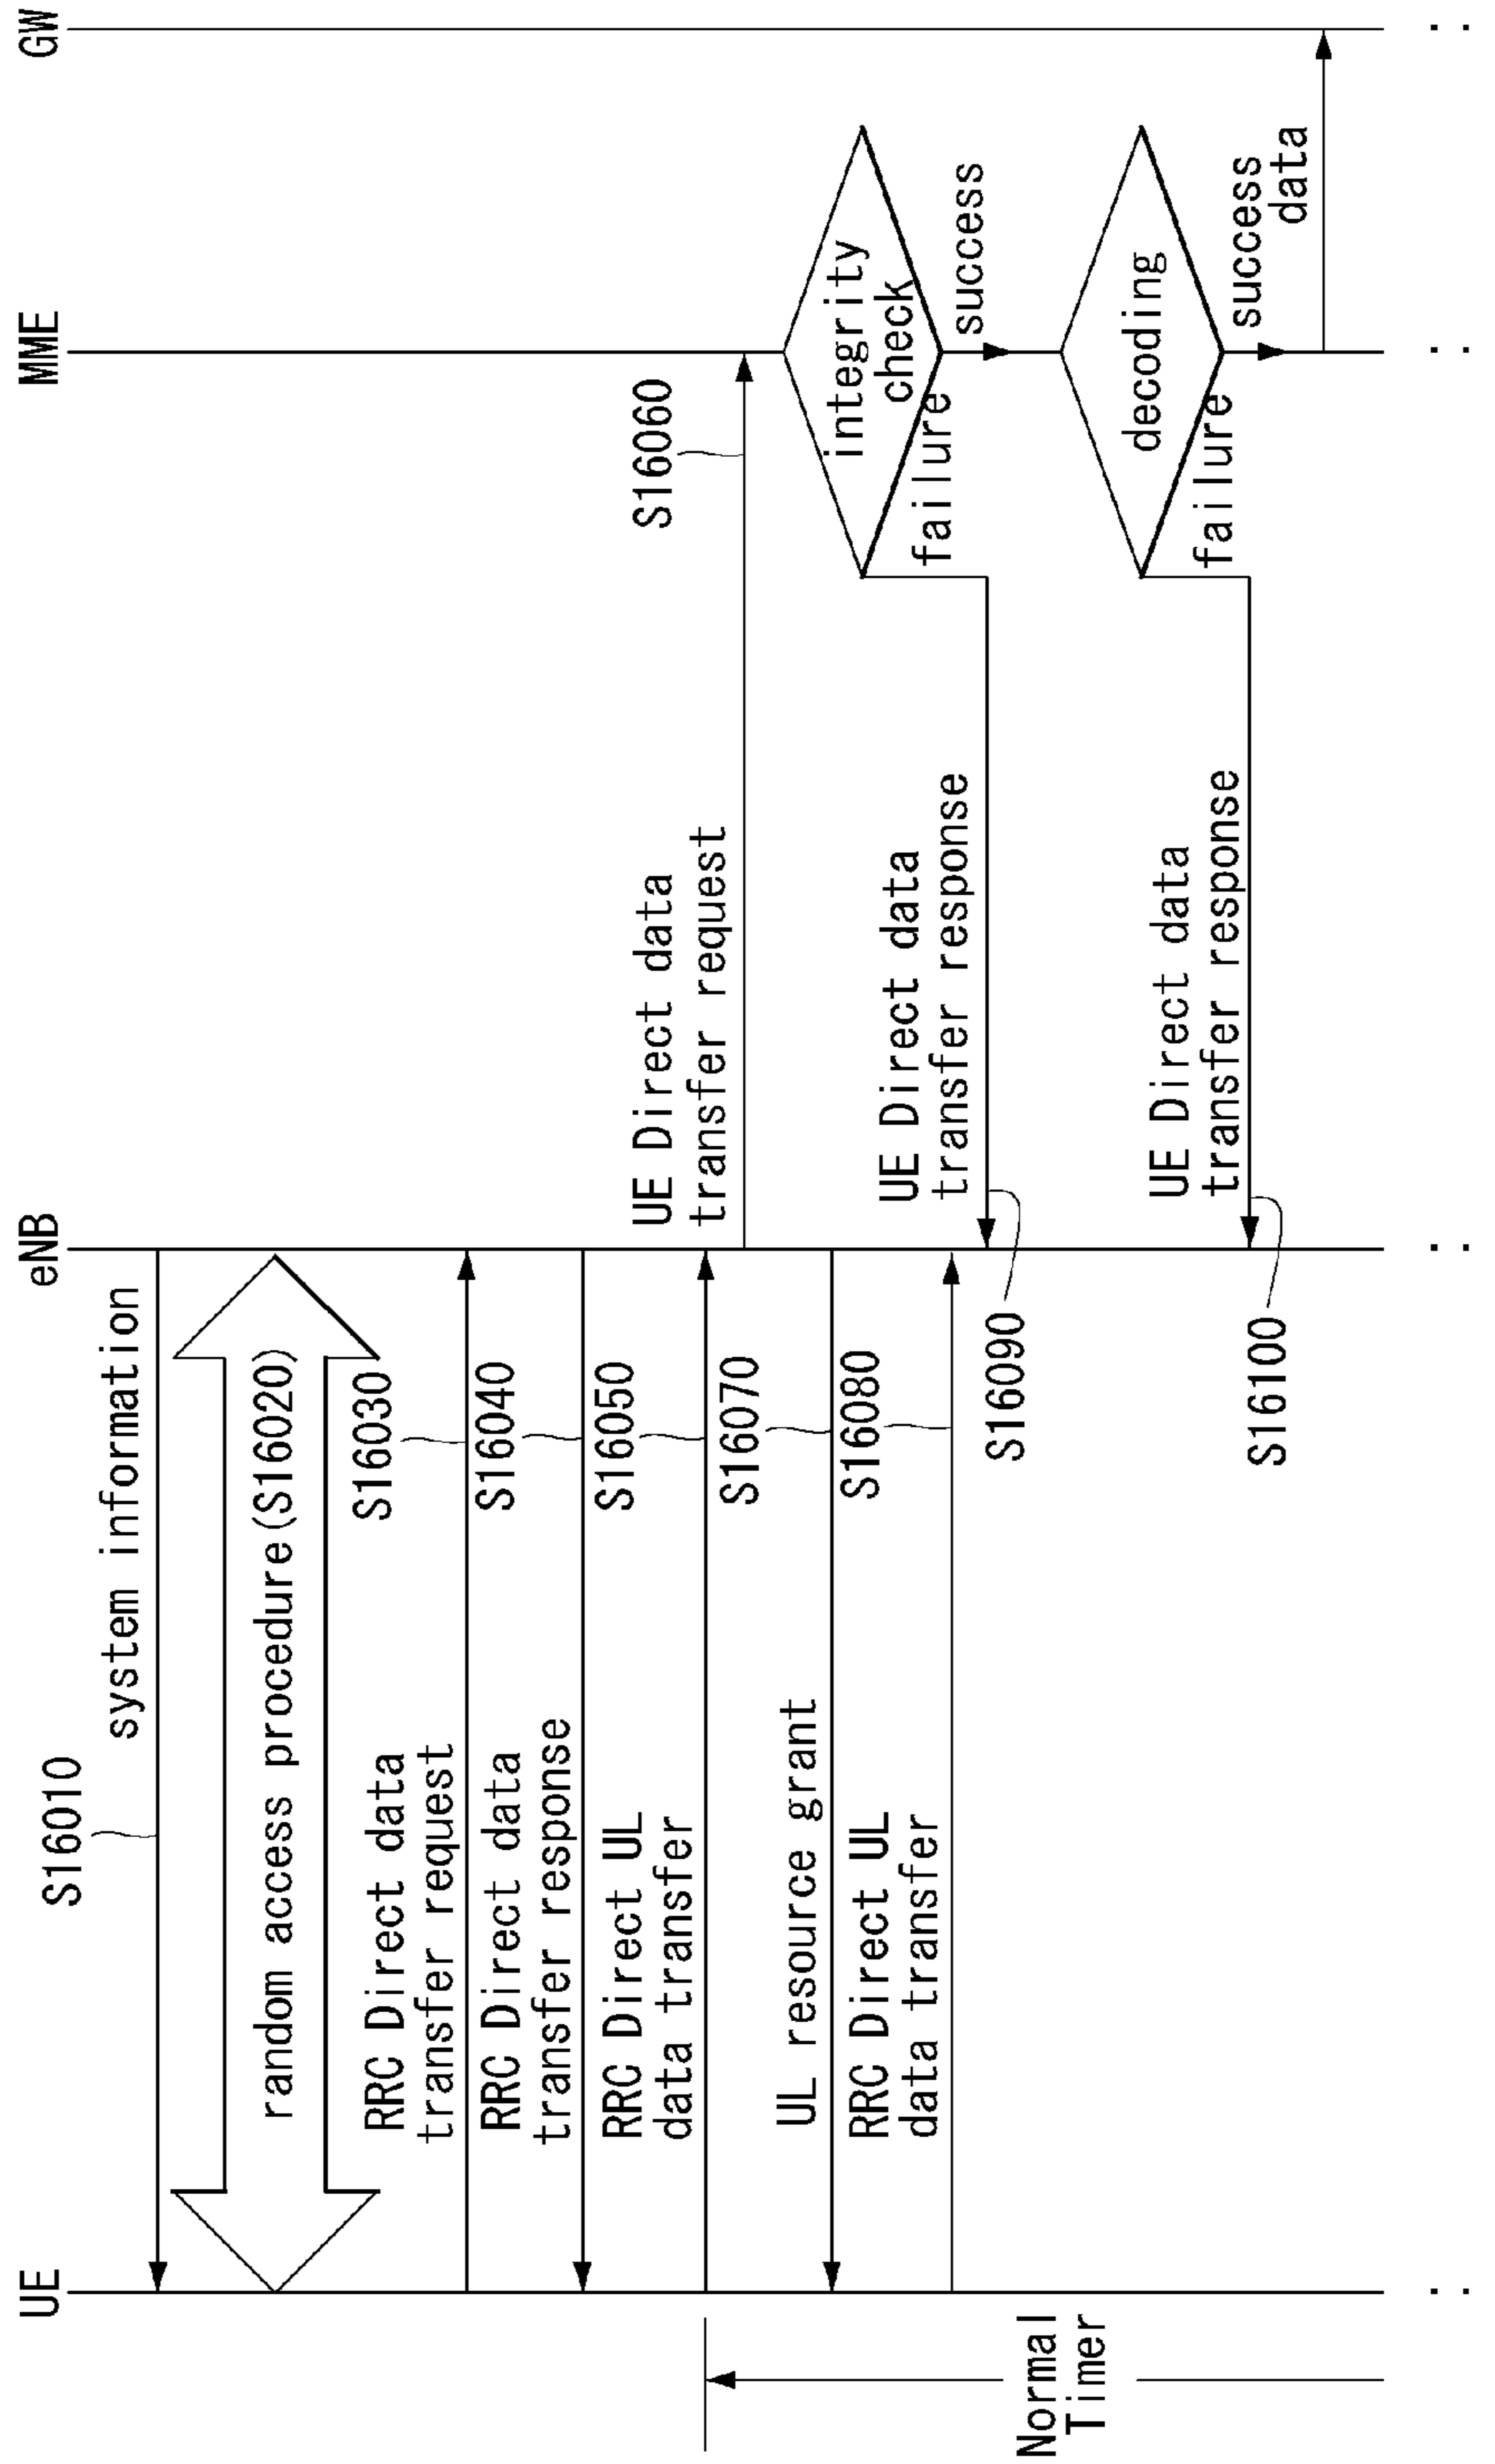 UE
eNB
MME
GW
S16010
system information
random access procedure(S16020)
RRC Direct data
transfer request
S16030
RRC Direct data
transfer response
S16040
RRC Direct UL
data transfer
S16050
UE Direct data
transfer request
S16060
UL resource grant
S16070
RRC Direct UL
data transfer
S16080
integrity
check
failure
success
UE Direct data
transfer response
S16090
decoding
failure
success
UE Direct data
transfer response
S16100
data
Normal
Timer